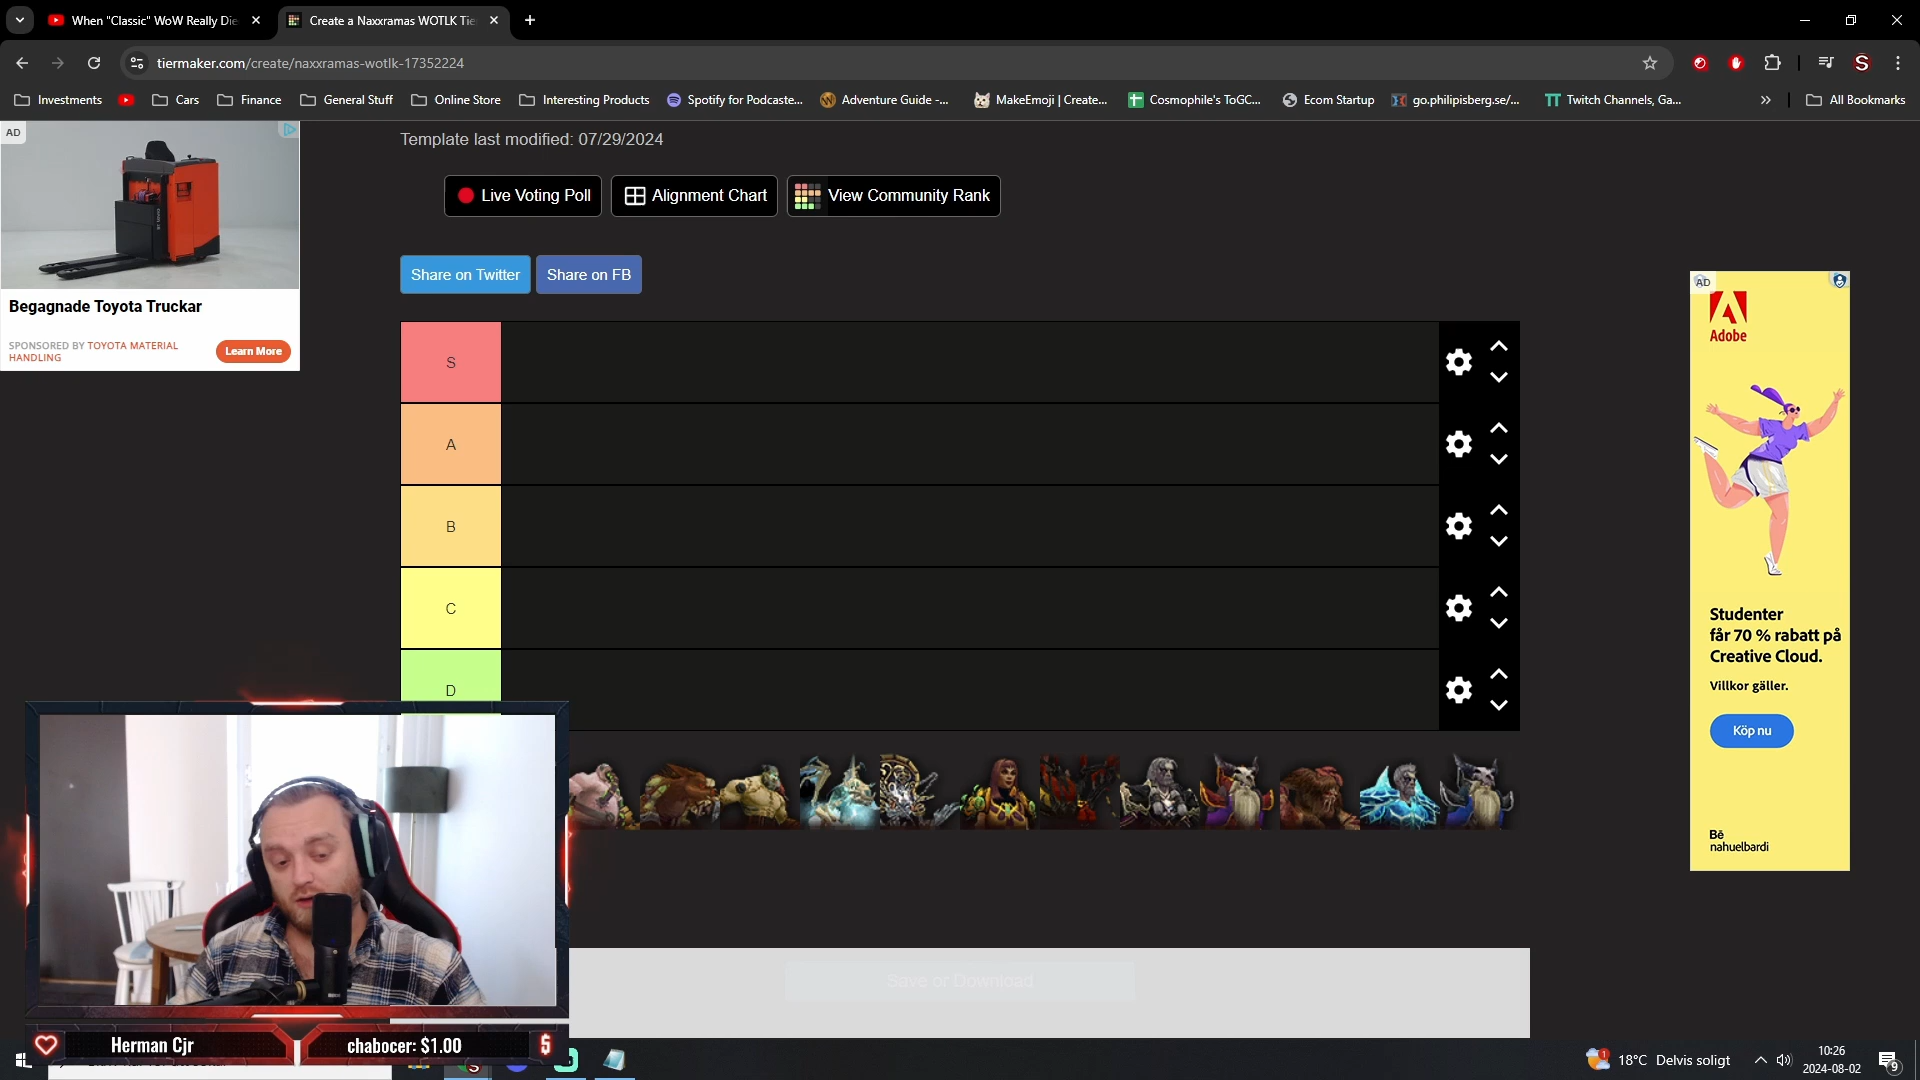 When "Classic" WoW Really Die
Create a Naxxramas WOTLK Tie
tiermaker.com/create/naxxramas-wotlk-17352224
S
Investments
Cars
Finance
General Stuff
Online Store
Interesting Products
Spotify for Podcaste...
Adventure Guide -...
MakeEmoji | Create...
Cosmophile's ToGC...
Ecom Startup
go.philipisberg.se/...
Twitch Channels, Ga...
All Bookmarks
AD
Begagnade Toyota Truckar
SPONSORED BY TOYOTA MATERIAL
HANDLING
Learn More
Template last modified: 07/29/2024
Live Voting Poll
Alignment Chart
View Community Rank
Share on Twitter
Share on FB
S
A
B
C
D
AD
Adobe
Studenter
får 70 % rabatt på
Creative Cloud.
Villkor gäller.
Köp nu
Bē
nahuelbardi
Save or Download
Herman Cjr
chabocer: $1.00
$
18°C Delvis soligt
10:26
2024-08-02
9